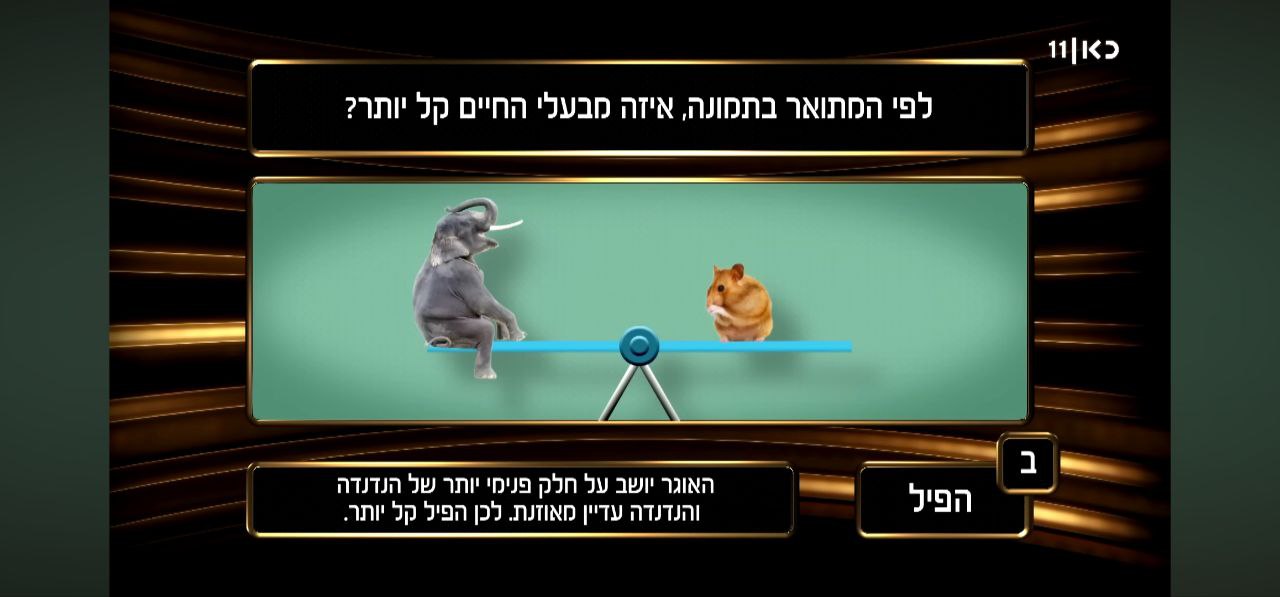 כאן|11
לפי המתואר בתמונה, איזה מבעלי החיים קל יותר?
ב
הפיל
האוגר יושב על חלק פנימי יותר של הנדנדה
והנדנדה עדיין מאוזנת. לכן הפיל קל יותר.